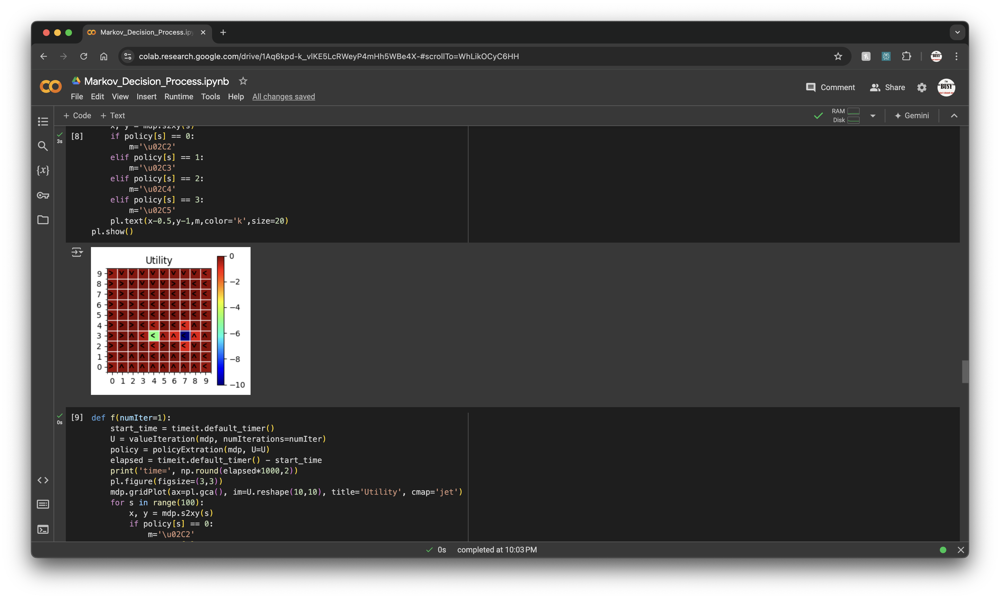 Markov_Decision_Process.ipy
colab.research.google.com/drive/1Aq6kpd-k_vlKE5LcRWeyP4mHh5WBe4X-#scrollTo=WhLikOCyC6HH
Markov_Decision_Process.ipynb
File Edit View Insert Runtime Tools Help All changes saved
Comment Share
I'm "BUSY" don't disturb me
+ Code + Text
RAM
Disk
Gemini
x, y = mdp.s2xy(s)
[8] if policy[s] == 0:
3s
m='\u02C2'
elif policy[s] == 1:
m='\u02C3'
elif policy[s] == 2:
m='\u02C4'
elif policy[s] == 3:
m='\u02C5'
pl.text(x-0.5,y-1,m,color='k',size=20)
pl.show()
Utility
9 > v v v v v v v v <
8 > > v v v v > < < <
7 > > < < < < < < < <
6 > > > < < < < < < <
5 > > > < < < < < < <
4 > > > < < > < < ^ <
3 > > ^ < < ^ ^ < ^ ^
2 > > > < < > < < v <
1 > > ^ ^ < ^ ^ < ^ <
0 > ^ ^ ^ ^ ^ ^ ^ ^ <
0 1 2 3 4 5 6 7 8 9
0
−2
−4
−6
−8
−10
[9] def f(numIter=1):
0s
start_time = timeit.default_timer()
U = valueIteration(mdp, numIterations=numIter)
policy = policyExtration(mdp, U=U)
elapsed = timeit.default_timer() - start_time
print('time=', np.round(elapsed*1000,2))
pl.figure(figsize=(3,3))
mdp.gridPlot(ax=pl.gca(), im=U.reshape(10,10), title='Utility', cmap='jet')
for s in range(100):
x, y = mdp.s2xy(s)
if policy[s] == 0:
m='\u02C2'
0s completed at 10:03 PM